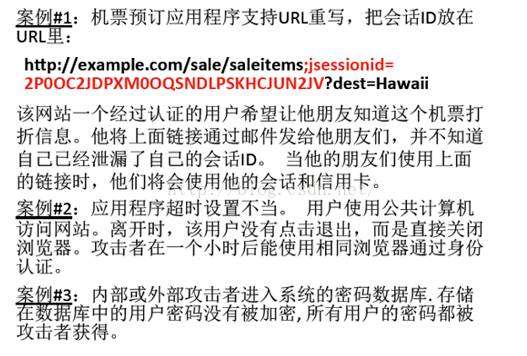 案例#1：机票预订应用程序支持URL重写，把会话ID放在
URL里：
http://example.com/sale/saleitems;jsessionid=
2P0OC2JDPXM0OQSNDLPSKHCJUN2JV?dest=Hawaii
该网站一个经过认证的用户希望让他朋友知道这个机票打
折信息。他将上面链接通过邮件发给他朋友们，并不知道
自己已经泄漏了自己的会话ID。 当他的朋友们使用上面
的链接时，他们将会使用他的会话和信用卡。
http://blog.csdn.net/
案例#2：应用程序超时设置不当。 用户使用公共计算机
访问网站。离开时，该用户没有点击退出，而是直接关闭
浏览器。攻击者在一个小时后能使用相同浏览器通过身份
认证。
案例#3：内部或外部攻击者进入系统的密码数据库.存储
在数据库中的用户密码没有被加密,所有用户的密码都被
攻击者获得。